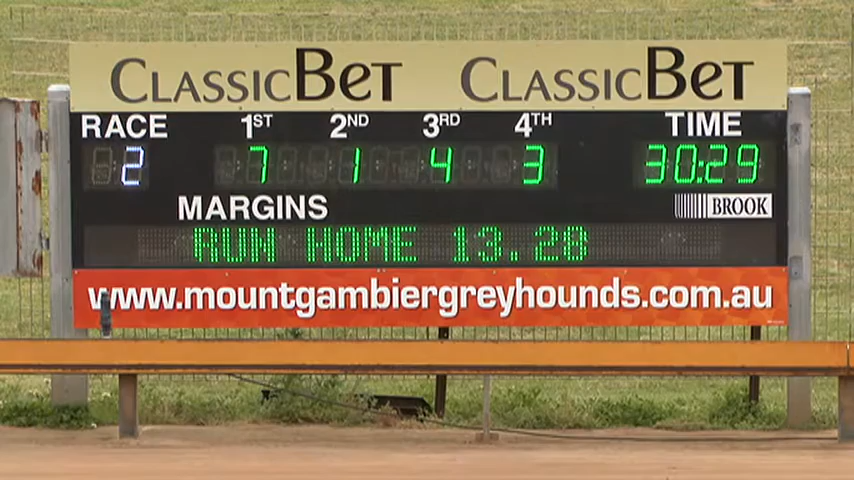 CLASSICBET CLASSICBET
RACE 1ST 2ND 3RD 4TH TIME
2 7 1 4 3 30:29
MARGINS BROOK
RUN HOME 13.28
www.mountgambiergreyhounds.com.au